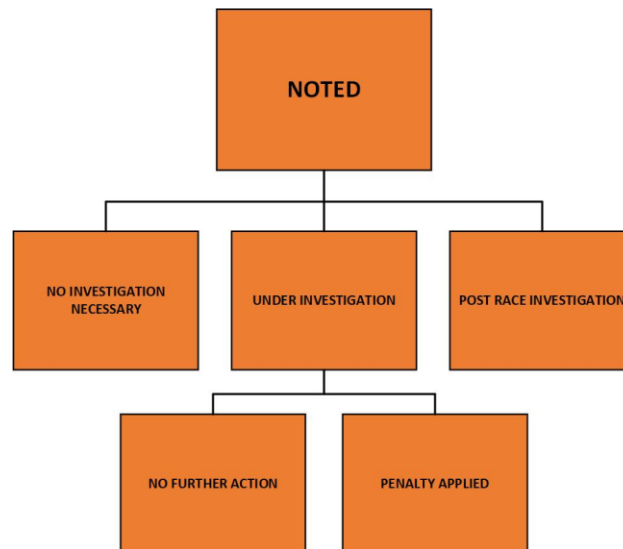 NOTED
NO INVESTIGATION
NECESSARY
UNDER INVESTIGATION
POST RACE INVESTIGATION
NO FURTHER ACTION
PENALTY APPLIED